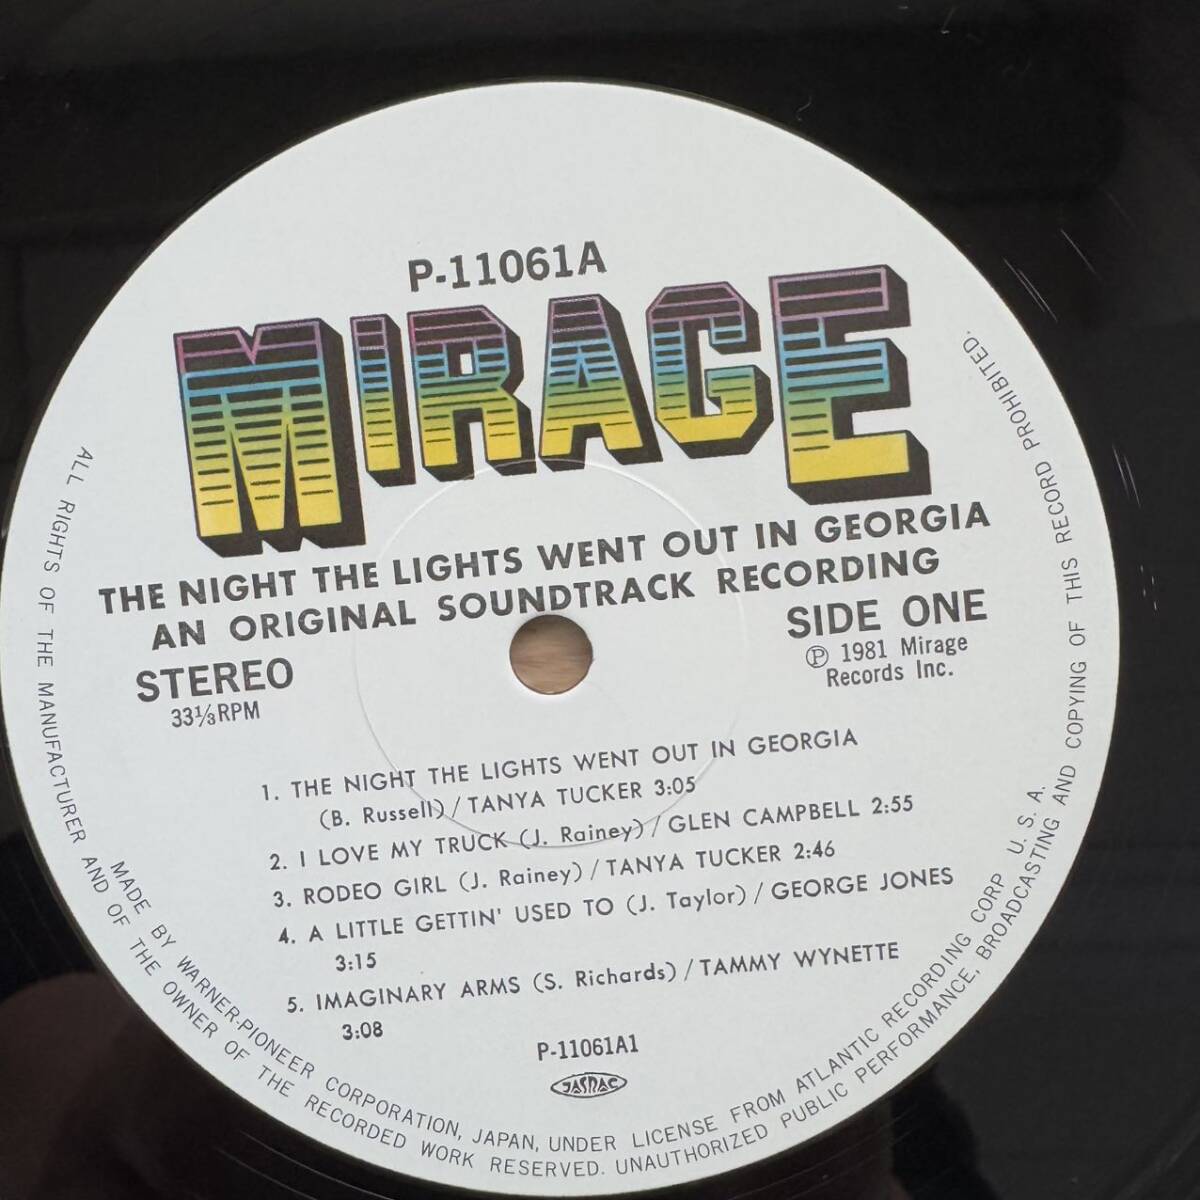 P-11061A
MIRAGE
THE NIGHT THE LIGHTS WENT OUT IN GEORGIA
AN ORIGINAL SOUNDTRACK RECORDING
STEREO
33⅓RPM
SIDE ONE
Ⓟ 1981 Mirage
Records Inc.
1. THE NIGHT THE LIGHTS WENT OUT IN GEORGIA
(B. Russell)/TANYA TUCKER 3:05
2. I LOVE MY TRUCK (J. Rainey)/GLEN CAMPBELL 2:55
3. RODEO GIRL (J. Rainey)/TANYA TUCKER 2:46
4. A LITTLE GETTIN' USED TO (J. Taylor)/GEORGE JONES
3:15
5. IMAGINARY ARMS (S. Richards)/TAMMY WYNETTE
3:08
P-11061A1
JASRAC
MADE BY WARNER-PIONEER CORPORATION, JAPAN, UNDER LICENSE FROM ATLANTIC RECORDING CORP U. S. A.
ALL RIGHTS OF THE MANUFACTURER AND OF THE OWNER OF THE RECORDED WORK RESERVED. UNAUTHORIZED PUBLIC PERFORMANCE, BROADCASTING AND COPYING OF THIS RECORD PROHIBITED.